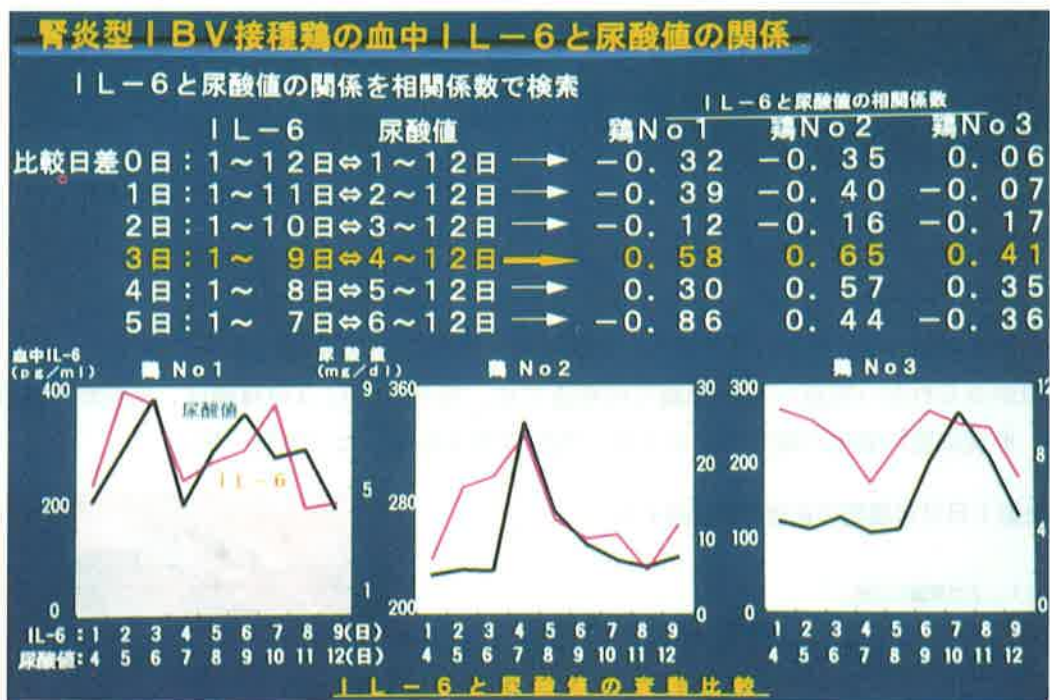 腎炎型ＩＢＶ接種鶏の血中ＩＬ－６と尿酸値の関係
ＩＬ－６と尿酸値の関係を相関係数で検索
ＩＬ－６と尿酸値の相関係数
ＩＬ－６ 尿酸値 鶏Ｎｏ１ 鶏Ｎｏ２ 鶏Ｎｏ３
比較日差０日：１～１２日⇔１～１２日 → －０．３２ －０．３５ ０．０６
１日：１～１１日⇔２～１２日 → －０．３９ －０．４０ －０．０７
２日：１～１０日⇔３～１２日 → －０．１２ －０．１６ －０．１７
３日：１～ ９日⇔４～１２日 → ０．５８ ０．６５ ０．４１
４日：１～ ８日⇔５～１２日 → ０．３０ ０．５７ ０．３５
５日：１～ ７日⇔６～１２日 → －０．８６ ０．４４ －０．３６
血中IL-6 (pg/ml) 鶏 No1 尿酸値 (mg/dl) 鶏 No2 鶏 No3
400 9 360 30 300 12
尿酸値
20 200 8
IL-6
200 5 280
10 100 4
0 1 200 0 0 0
IL-6 : 1 2 3 4 5 6 7 8 9(日) 1 2 3 4 5 6 7 8 9 1 2 3 4 5 6 7 8 9
尿酸値: 4 5 6 7 8 9 10 11 12(日) 4 5 6 7 8 9 10 11 12 4 5 6 7 8 9 10 11 12
ＩＬ－６と尿酸値の変動比較